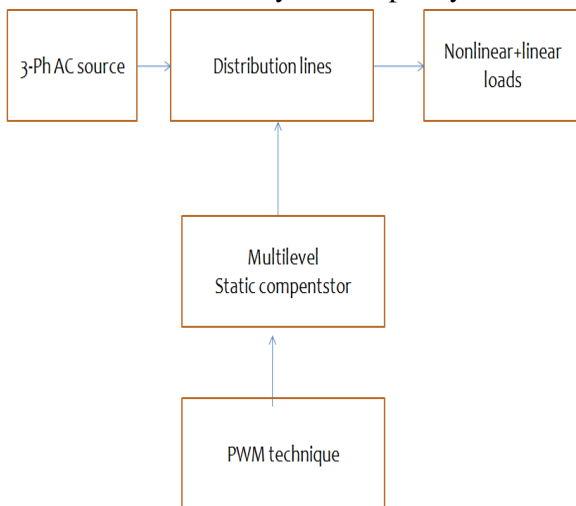 3-Ph AC source
Distribution lines
Nonlinear+linear
loads
Multilevel
Static compentstor
PWM technique